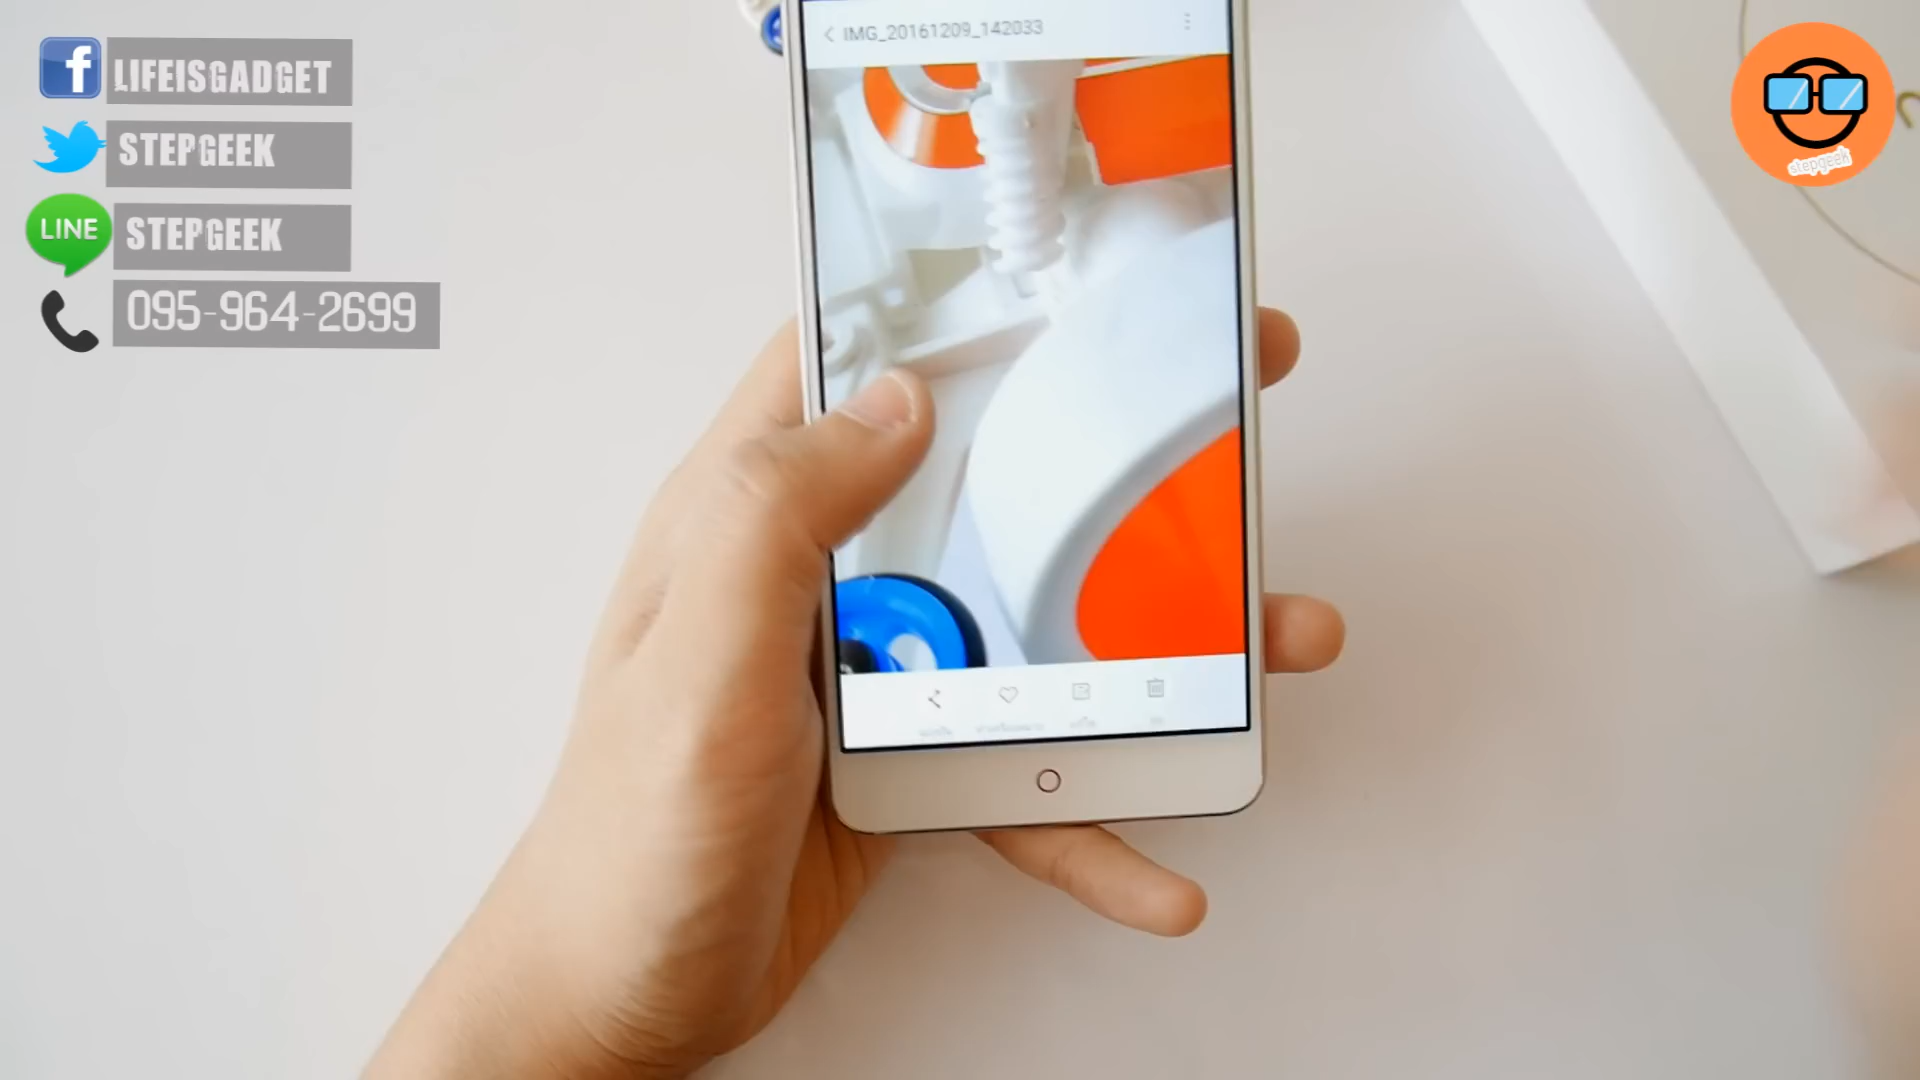 LIFEISGADGET
STEPGEEK
LINE
STEPGEEK
095-964-2699
IMG_20161209_142033
stepgeek